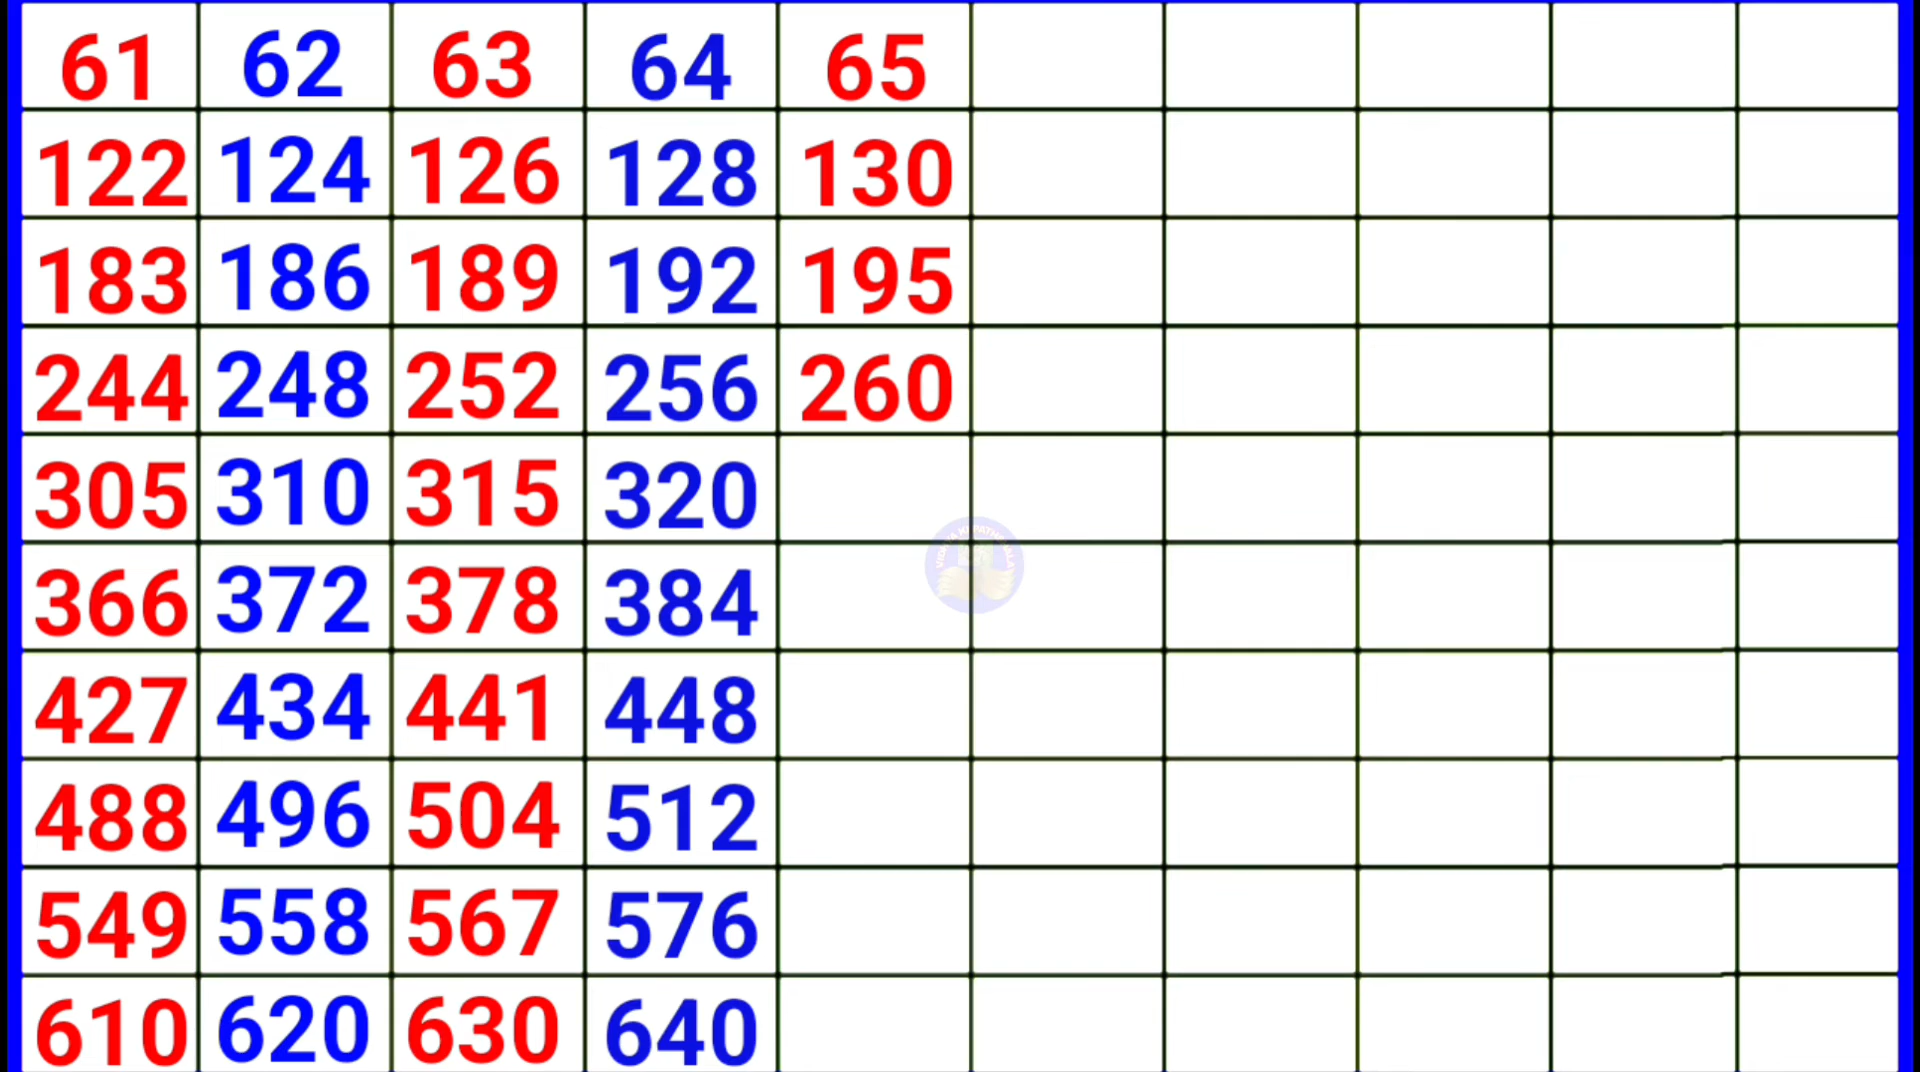 61 62 63 64 65
122 124 126 128 130
183 186 189 192 195
244 248 252 256 260
305 310 315 320
366 372 378 384
427 434 441 448
488 496 504 512
549 558 567 576
610 620 630 640